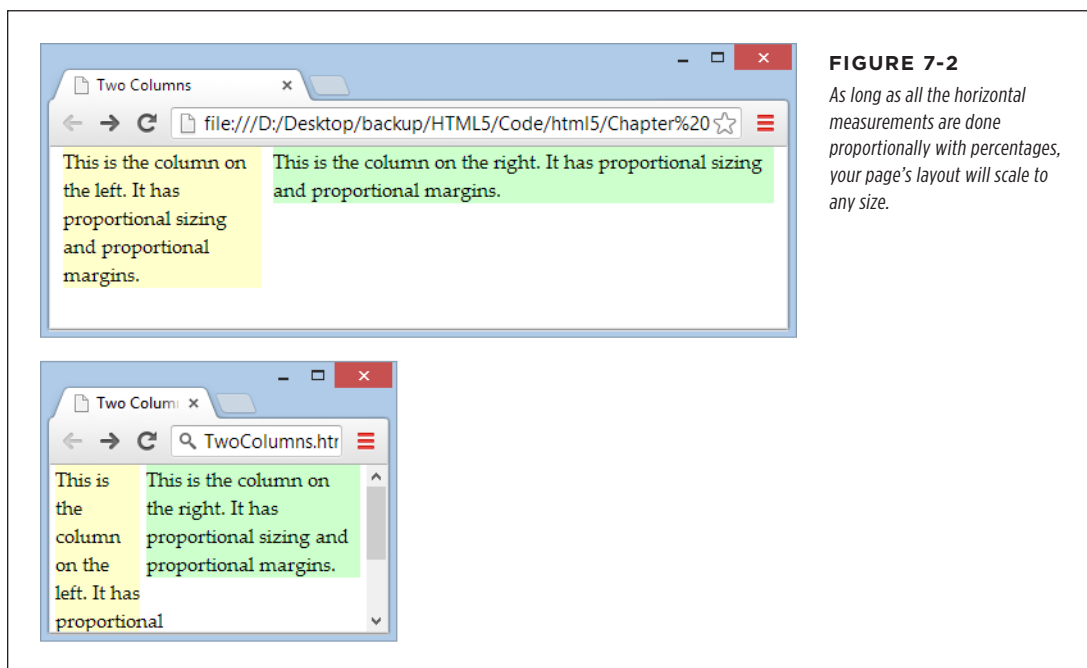 Two Columns
file:///D:/Desktop/backup/HTML5/Code/html5/Chapter%20
This is the column on
the left. It has
proportional sizing
and proportional
margins.
This is the column on the right. It has proportional sizing
and proportional margins.
FIGURE 7-2
As long as all the horizontal
measurements are done
proportionally with percentages,
your page’s layout will scale to
any size.
Two Colum
TwoColumns.htr
This is
the
column
on the
left. It has
proportional
This is the column on
the right. It has
proportional sizing and
proportional margins.